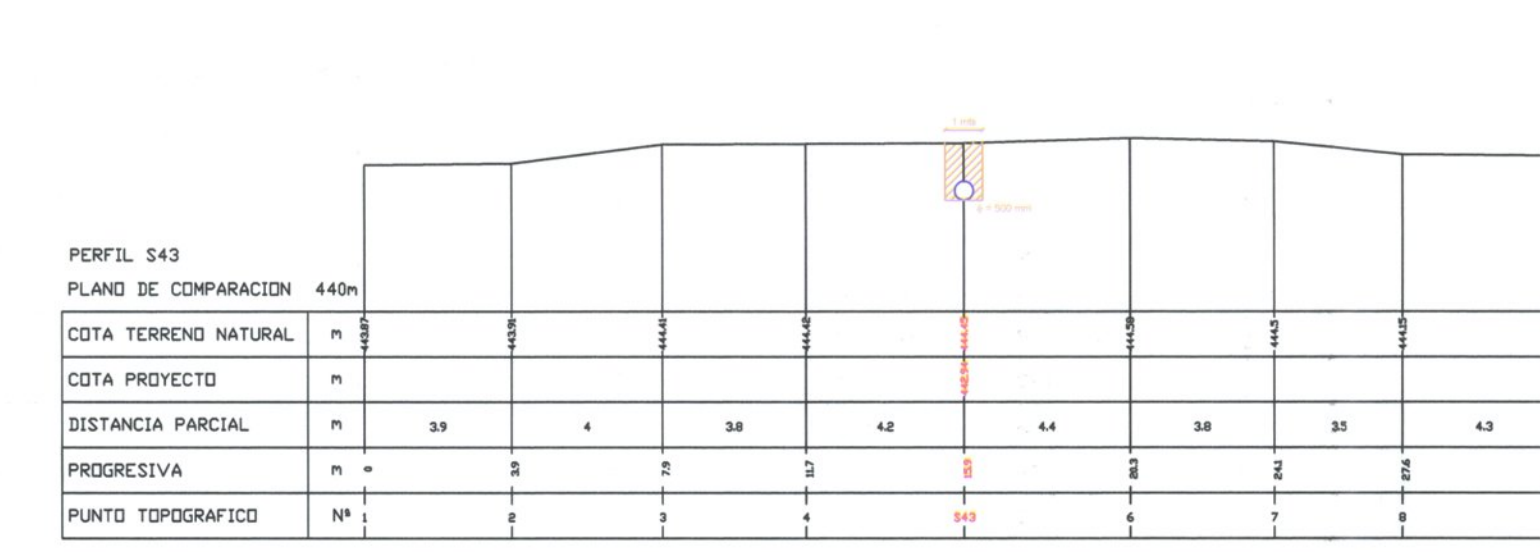 1 mts
φ = 500 mm
PERFIL S43
PLANO DE COMPARACION 440m
COTA TERRENO NATURAL m 443.87 443.91 444.41 444.42 444.45 444.58 444.5 444.15
COTA PROYECTO m 442.94
DISTANCIA PARCIAL m 3.9 4 3.8 4.2 4.4 3.8 3.5 4.3
PROGRESIVA m 0 3.9 7.9 11.7 15.9 20.3 24.1 27.6
PUNTO TOPOGRAFICO Nº 1 2 3 4 S43 6 7 8